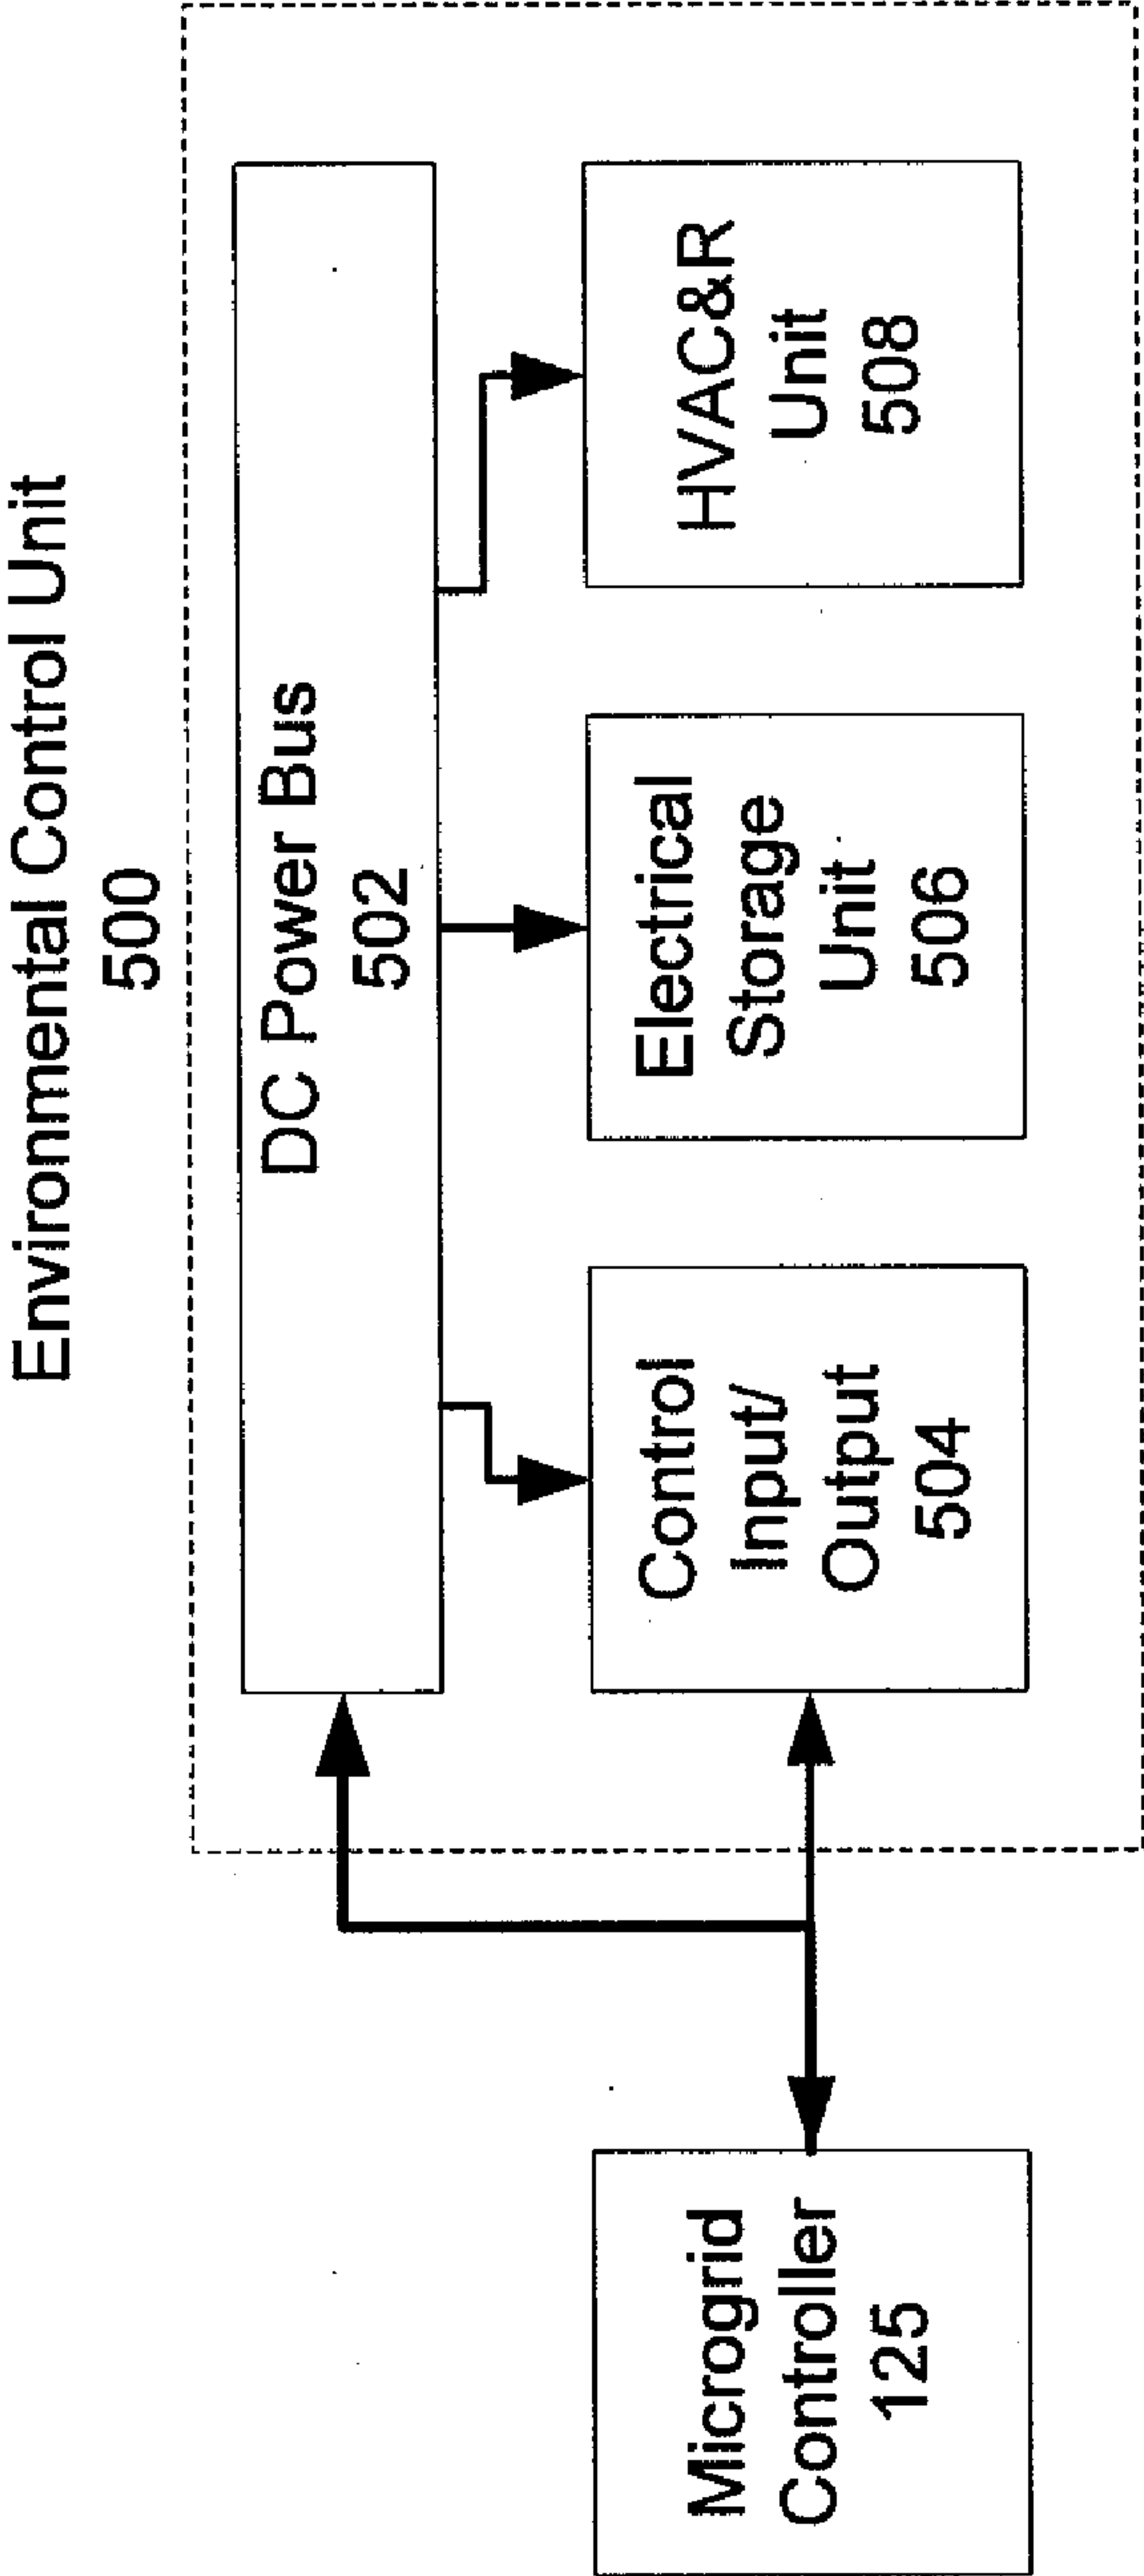 Environmental Control Unit
500
DC Power Bus
502
Microgrid
Controller
125
Control
Input/
Output
504
Electrical
Storage
Unit
506
HVAC&R
Unit
508